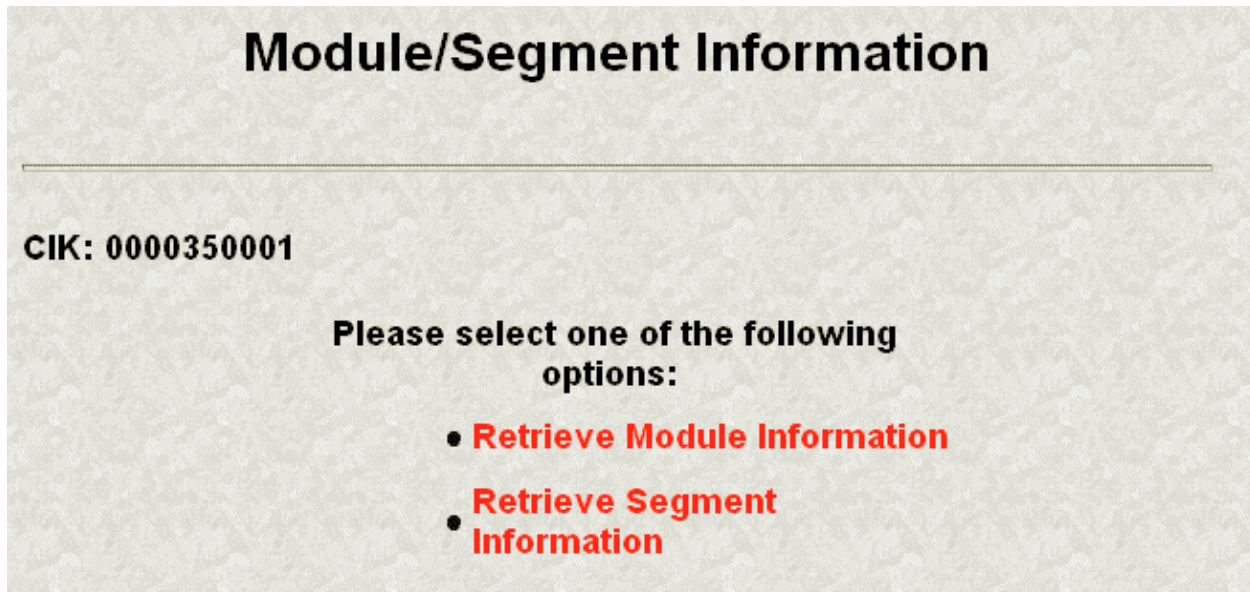 Module/Segment Information
CIK: 0000350001
Please select one of the following
options:
Retrieve Module Information
Retrieve Segment
Information